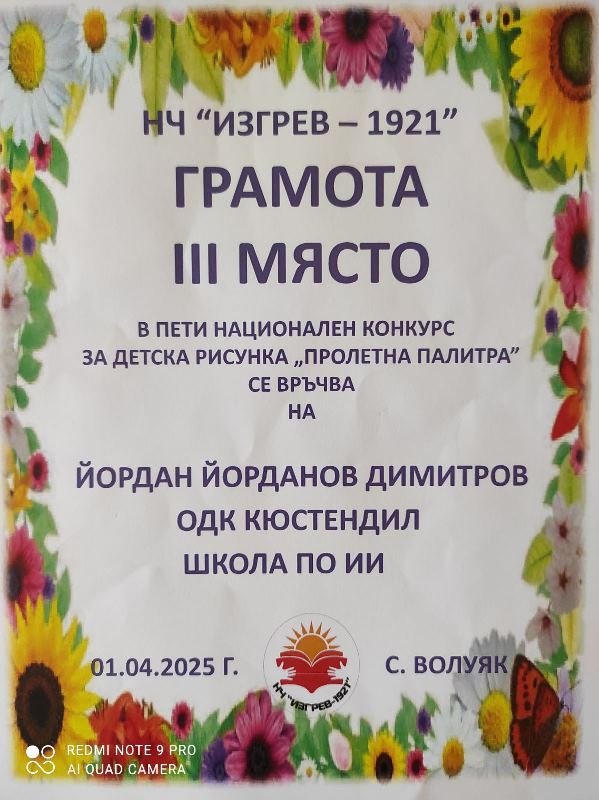 НЧ “ИЗГРЕВ – 1921”
ГРАМОТА
III МЯСТО
В ПЕТИ НАЦИОНАЛЕН КОНКУРС
ЗА ДЕТСКА РИСУНКА „ПРОЛЕТНА ПАЛИТРА”
СЕ ВРЪЧВА
НА
ЙОРДАН ЙОРДАНОВ ДИМИТРОВ
ОДК КЮСТЕНДИЛ
ШКОЛА ПО ИИ
01.04.2025 Г.
С. ВОЛУЯК
НЧ "ИЗГРЕВ-1921"
REDMI NOTE 9 PRO
AI QUAD CAMERA